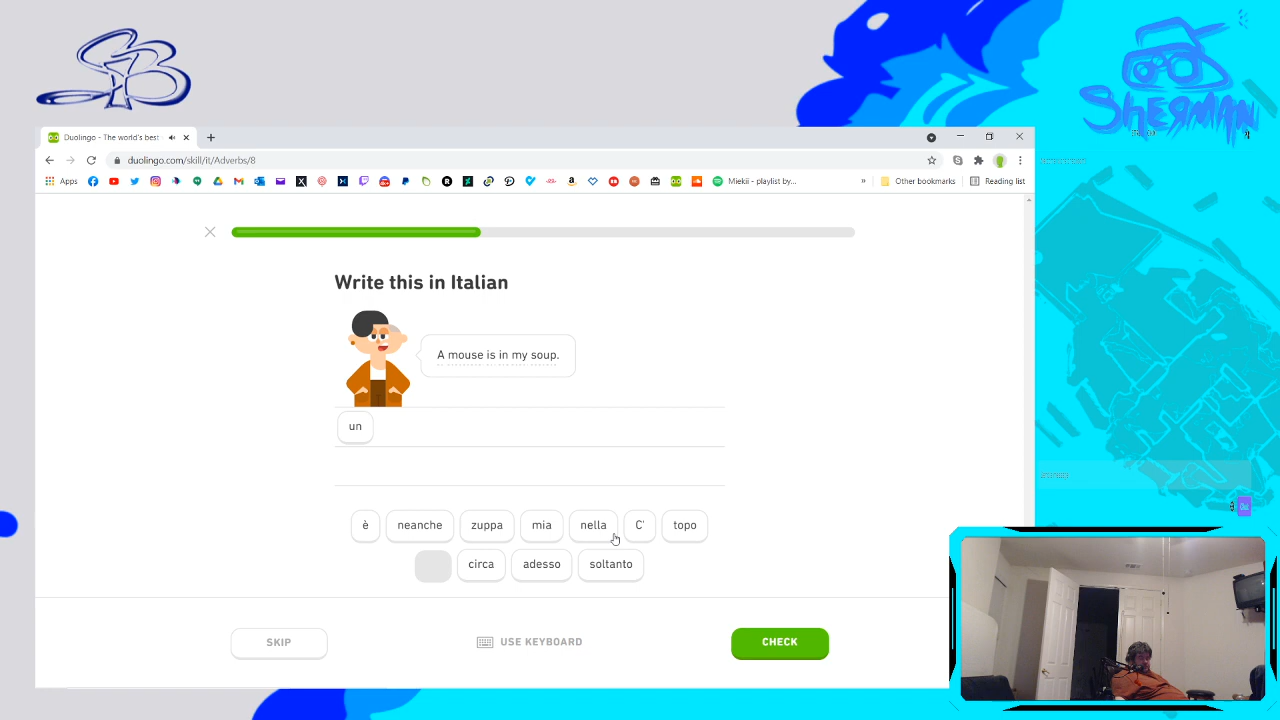 SB
SHERMAN
Duolingo - The world's best
duolingo.com/skill/it/Adverbs/8
Apps
Miekii - playlist by...
»
Other bookmarks
Reading list
Write this in Italian
A mouse is in my soup.
un
è neanche zuppa mia nella C' topo
circa adesso soltanto
SKIP
USE KEYBOARD
CHECK